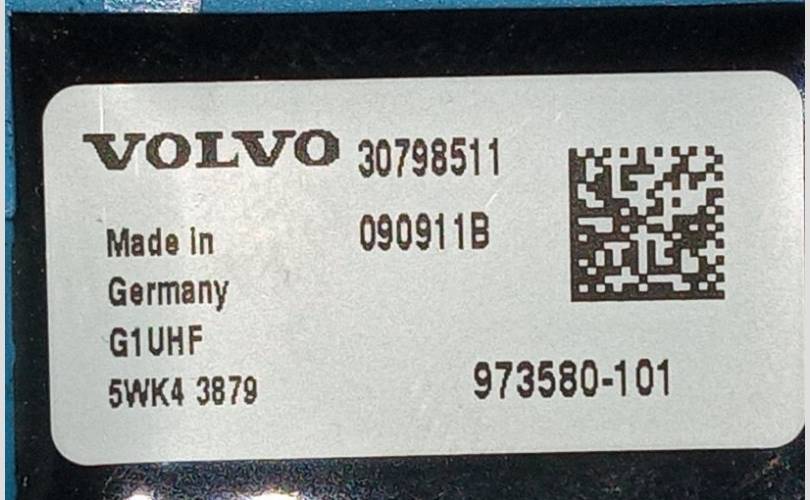 VOLVO 30798511
090911B
Made in
Germany
G1UHF
5WK4 3879
973580-101